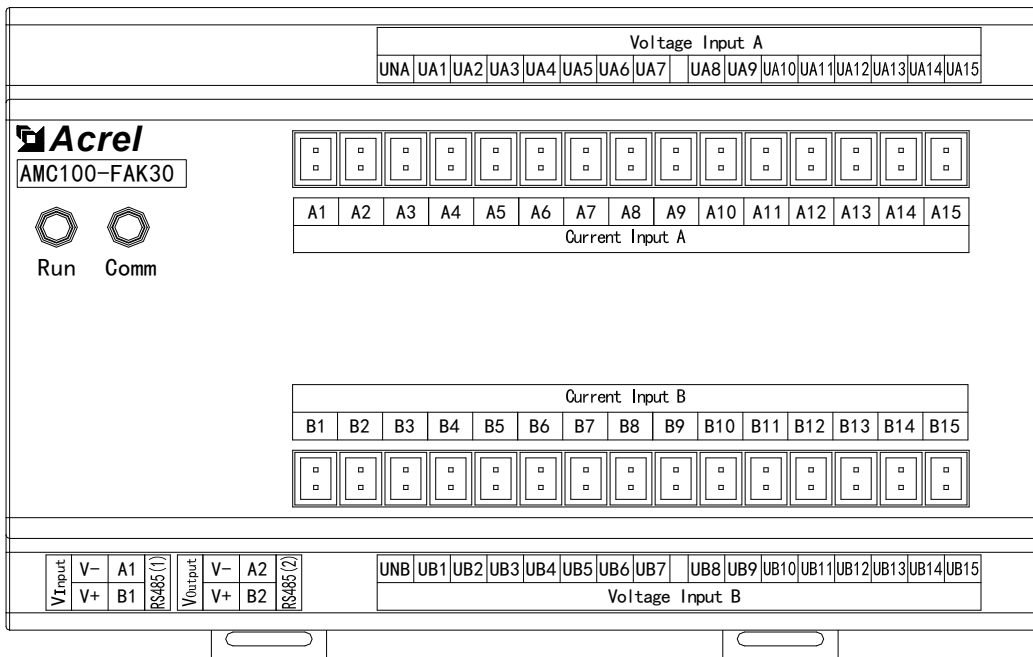 Voltage Input A
UNA UA1 UA2 UA3 UA4 UA5 UA6 UA7 UA8 UA9 UA10 UA11 UA12 UA13 UA14 UA15
Acrel
AMC100-FAK30
Run Comm
A1 A2 A3 A4 A5 A6 A7 A8 A9 A10 A11 A12 A13 A14 A15
Current Input A
Current Input B
B1 B2 B3 B4 B5 B6 B7 B8 B9 B10 B11 B12 B13 B14 B15
VInput V- A1 RS485(1) VOutput V- A2 RS485(2)
V+ B1 V+ B2
UNB UB1 UB2 UB3 UB4 UB5 UB6 UB7 UB8 UB9 UB10 UB11 UB12 UB13 UB14 UB15
Voltage Input B